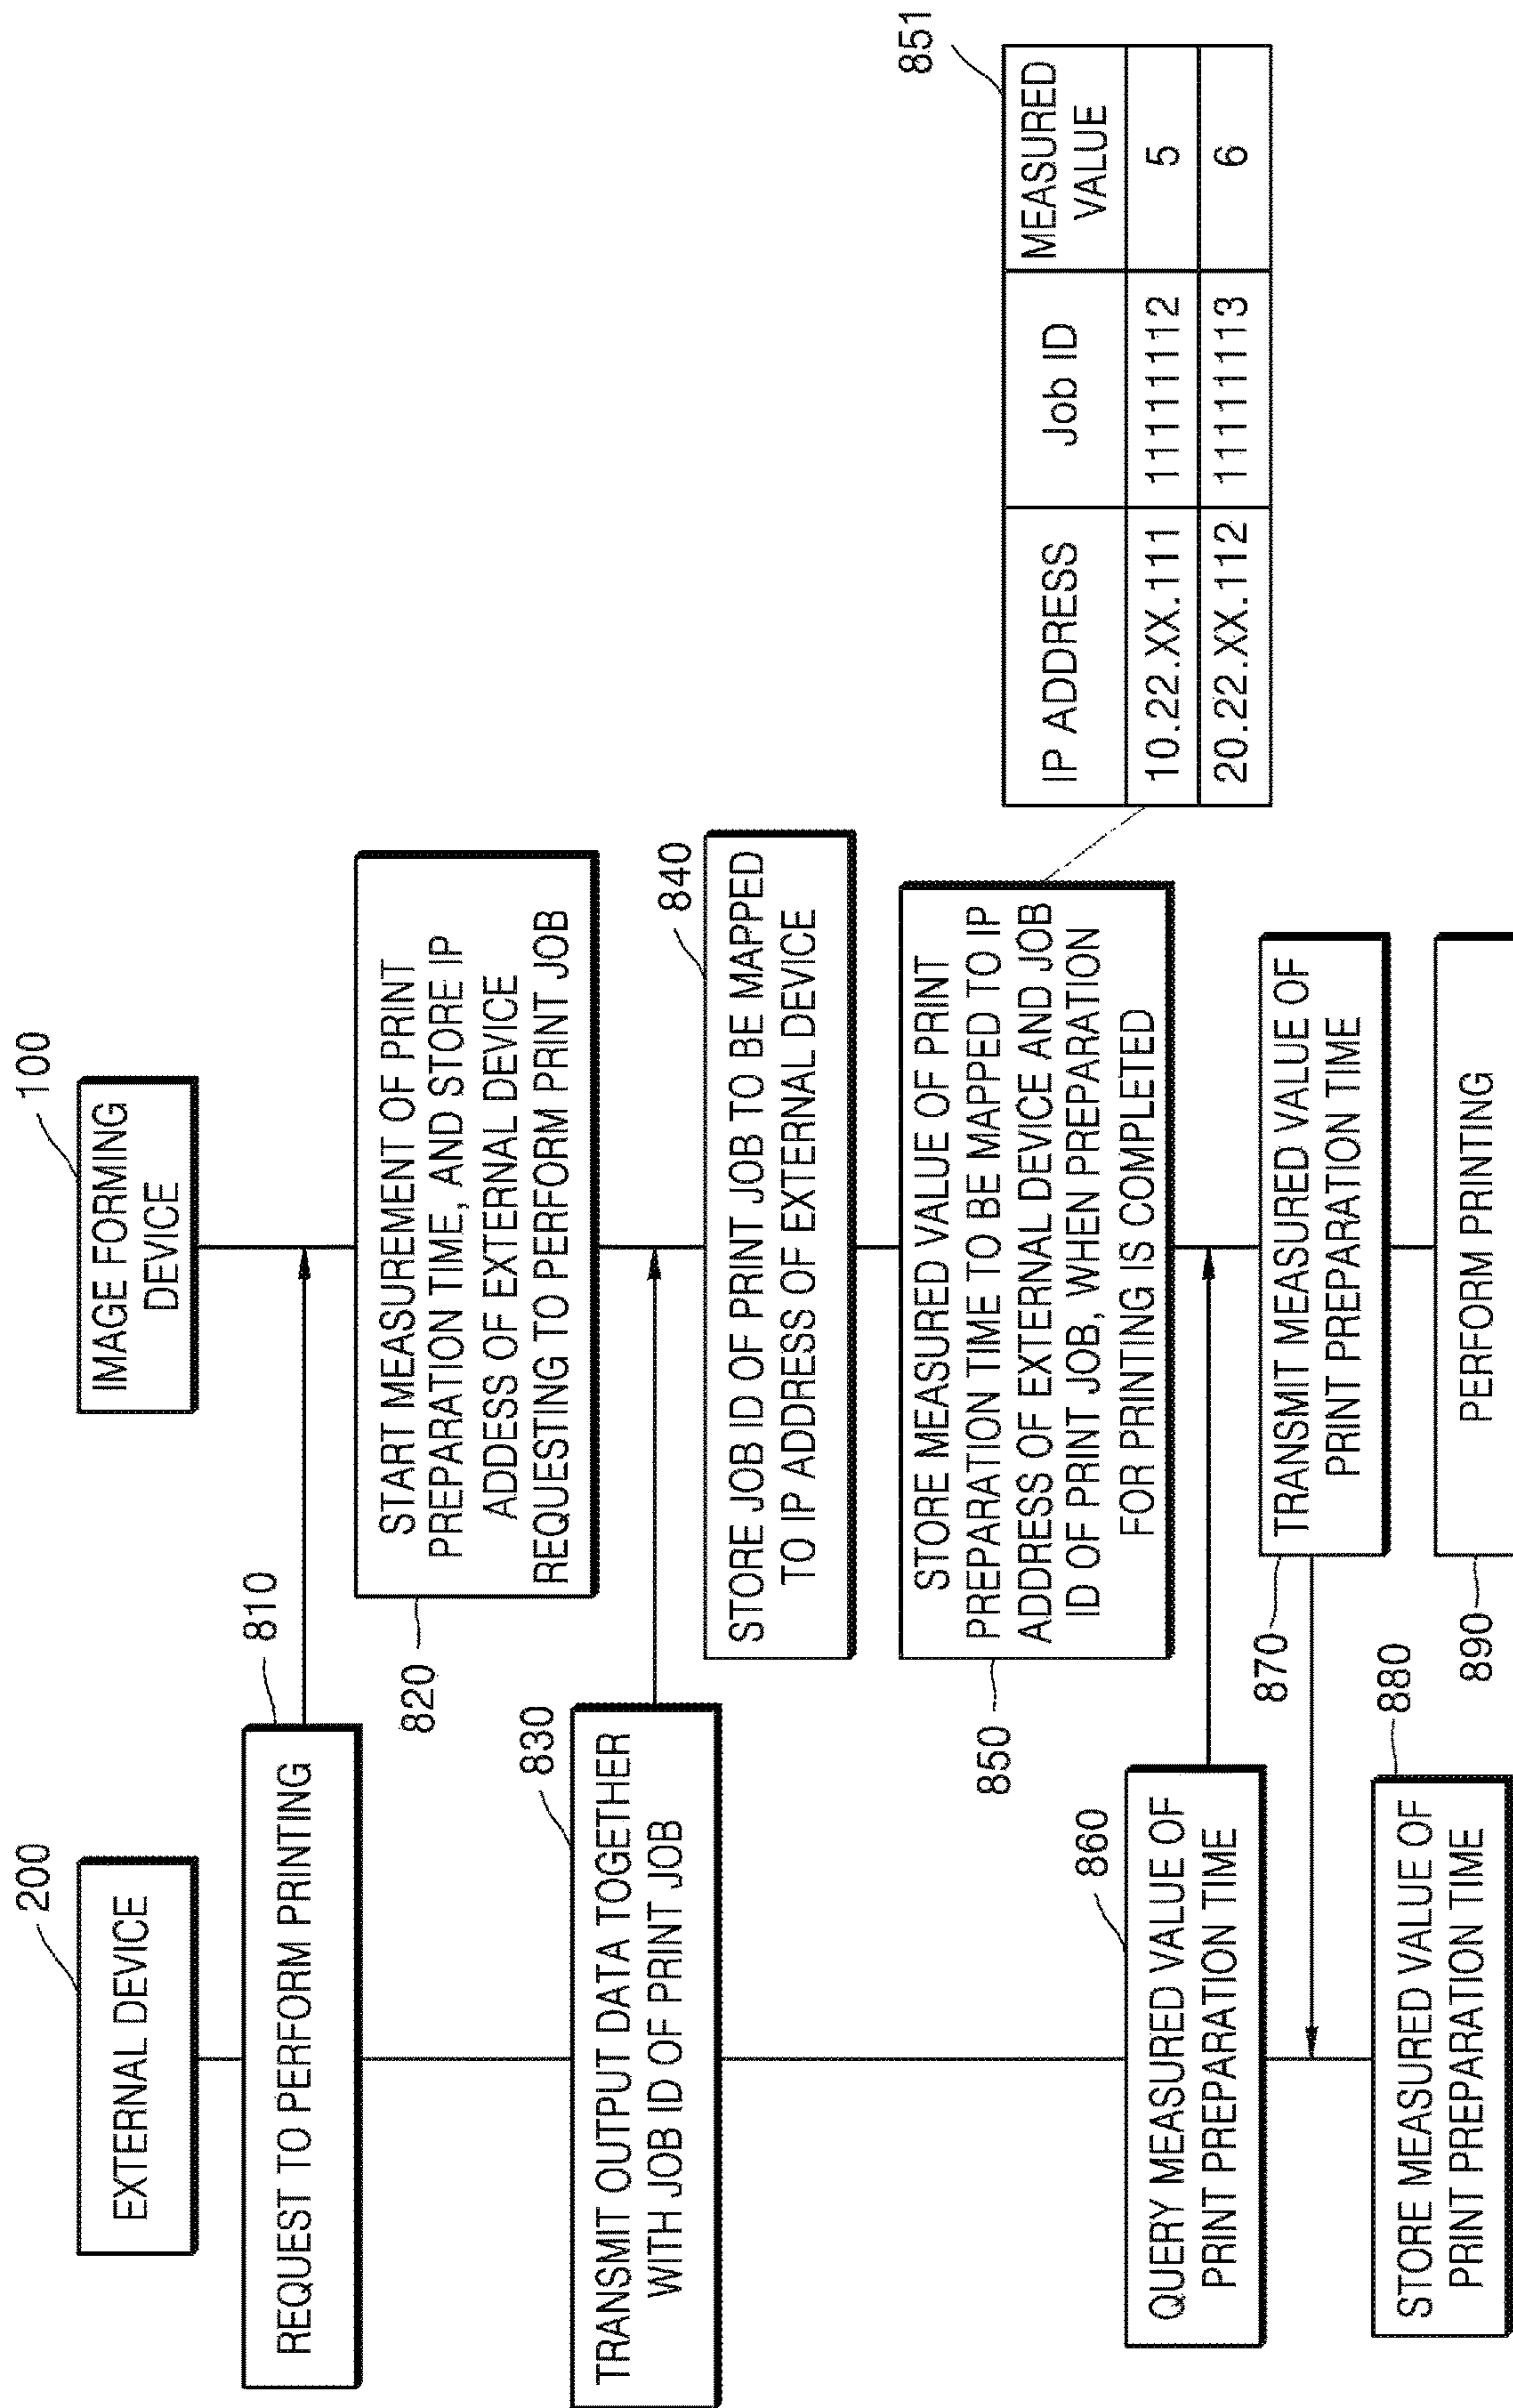 200
EXTERNAL DEVICE
100
IMAGE FORMING
DEVICE
810
REQUEST TO PERFORM PRINTING
START MEASUREMENT OF PRINT
PREPARATION TIME, AND STORE IP
ADDESS OF EXTERNAL DEVICE
REQUESTING TO PERFORM PRINT JOB
820
830
TRANSMIT OUTPUT DATA TOGETHER
WITH JOB ID OF PRINT JOB
840
STORE JOB ID OF PRINT JOB TO BE MAPPED
TO IP ADDRESS OF EXTERNAL DEVICE
STORE MEASURED VALUE OF PRINT
PREPARATION TIME TO BE MAPPED TO IP
ADDRESS OF EXTERNAL DEVICE AND JOB
ID OF PRINT JOB, WHEN PREPARATION
FOR PRINTING IS COMPLETED
850
851
IP ADDRESS
Job ID
MEASURED
VALUE
10.22.XX.111
11111112
5
20.22.XX.112
11111113
6
860
QUERY MEASURED VALUE OF
PRINT PREPARATION TIME
870
TRANSMIT MEASURED VALUE OF
PRINT PREPARATION TIME
880
STORE MEASURED VALUE OF
PRINT PREPARATION TIME
890
PERFORM PRINTING